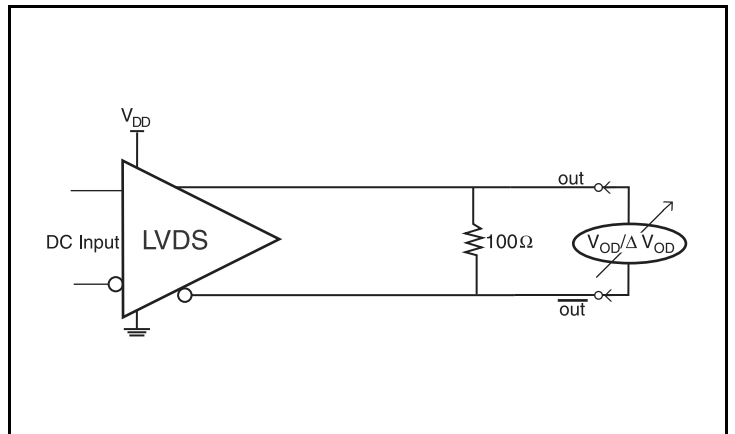 VDD
out
DC Input
LVDS
100Ω
VOD/Δ VOD
out